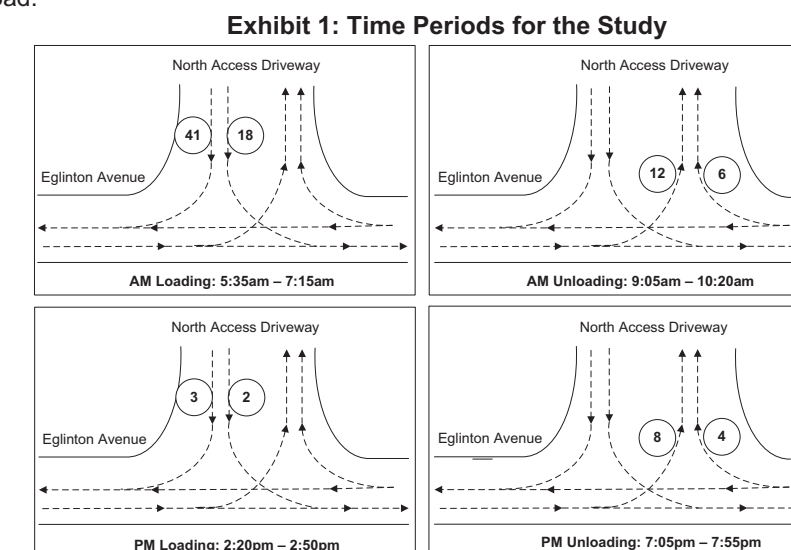 oad.
Exhibit 1: Time Periods for the Study
North Access Driveway
41 18
Eglinton Avenue
AM Loading: 5:35am – 7:15am
North Access Driveway
12 6
Eglinton Avenue
AM Unloading: 9:05am – 10:20am
North Access Driveway
3 2
Eglinton Avenue
PM Loading: 2:20pm – 2:50pm
North Access Driveway
8 4
Eglinton Avenue
PM Unloading: 7:05pm – 7:55pm